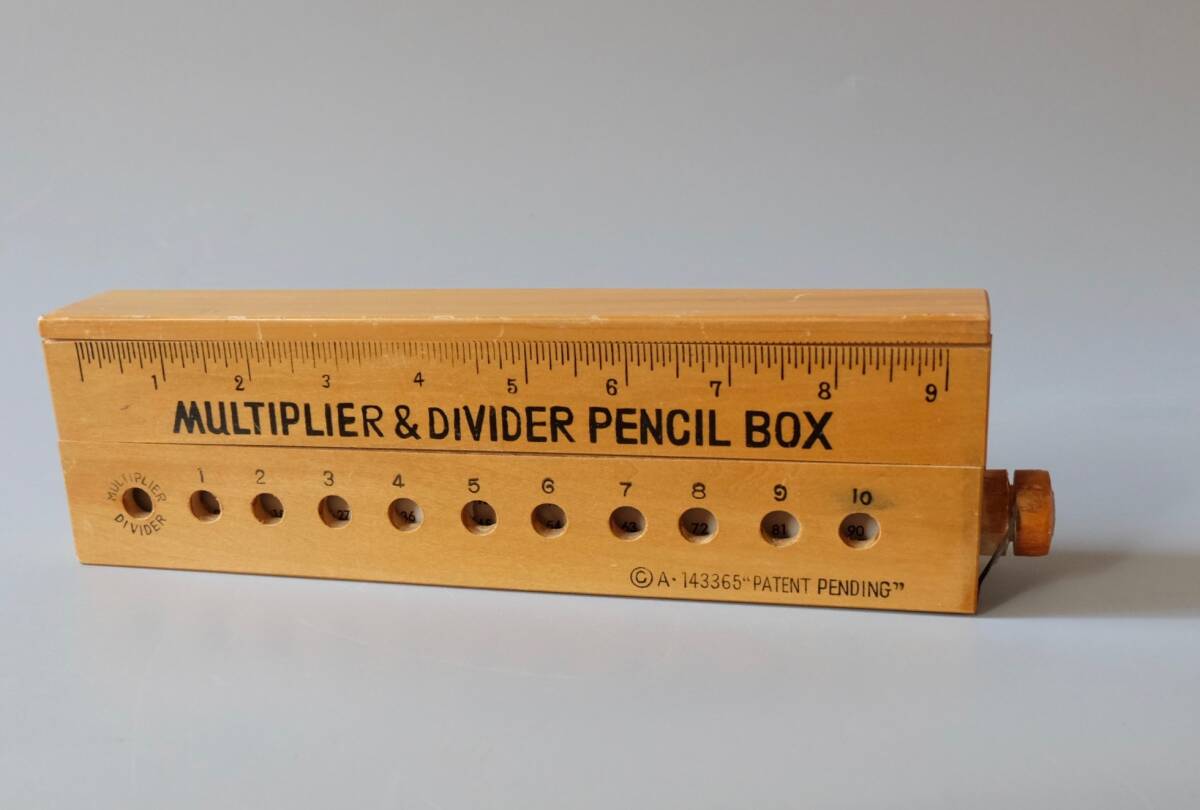 1 2 3 4 5 6 7 8 9
MULTIPLIER & DIVIDER PENCIL BOX
MULTIPLIER
DIVIDER
1 2 3 4 5 6 7 8 9 10
27 36 63 72 81 90
© A· 143365 "PATENT PENDING"